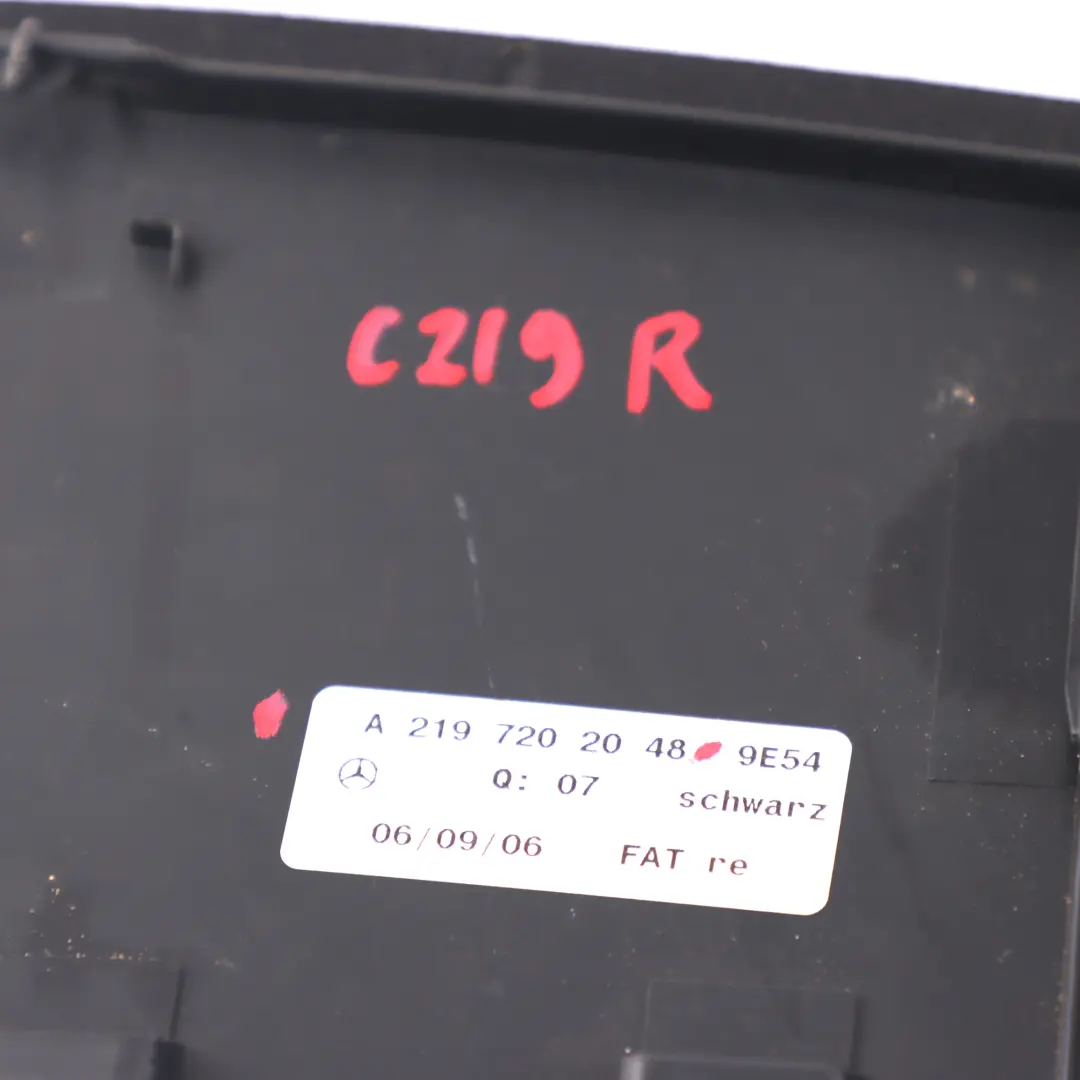 C219 R
A 219 720 20 48 9E54
Q: 07 schwarz
06/09/06 FAT re